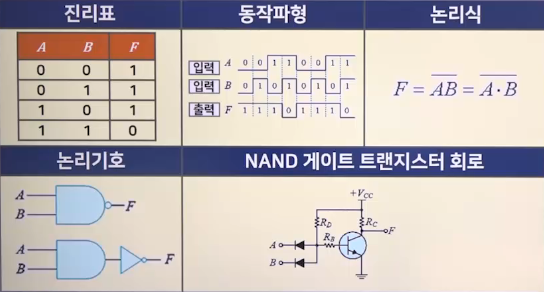 진리표
동작파형
논리식
A B F
0 0 1
0 1 1
1 0 1
1 1 0
입력 A 0 0 1 1 0 0 1 1
입력 B 0 1 0 1 0 1 0 1
출력 F 1 1 1 0 1 1 1 0
F = \overline{AB} = \overline{A · B}
논리기호
NAND 게이트 트랜지스터 회로
A
B
F
A
B
F
+V_{CC}
R_D
R_C
F
A
R_B
B